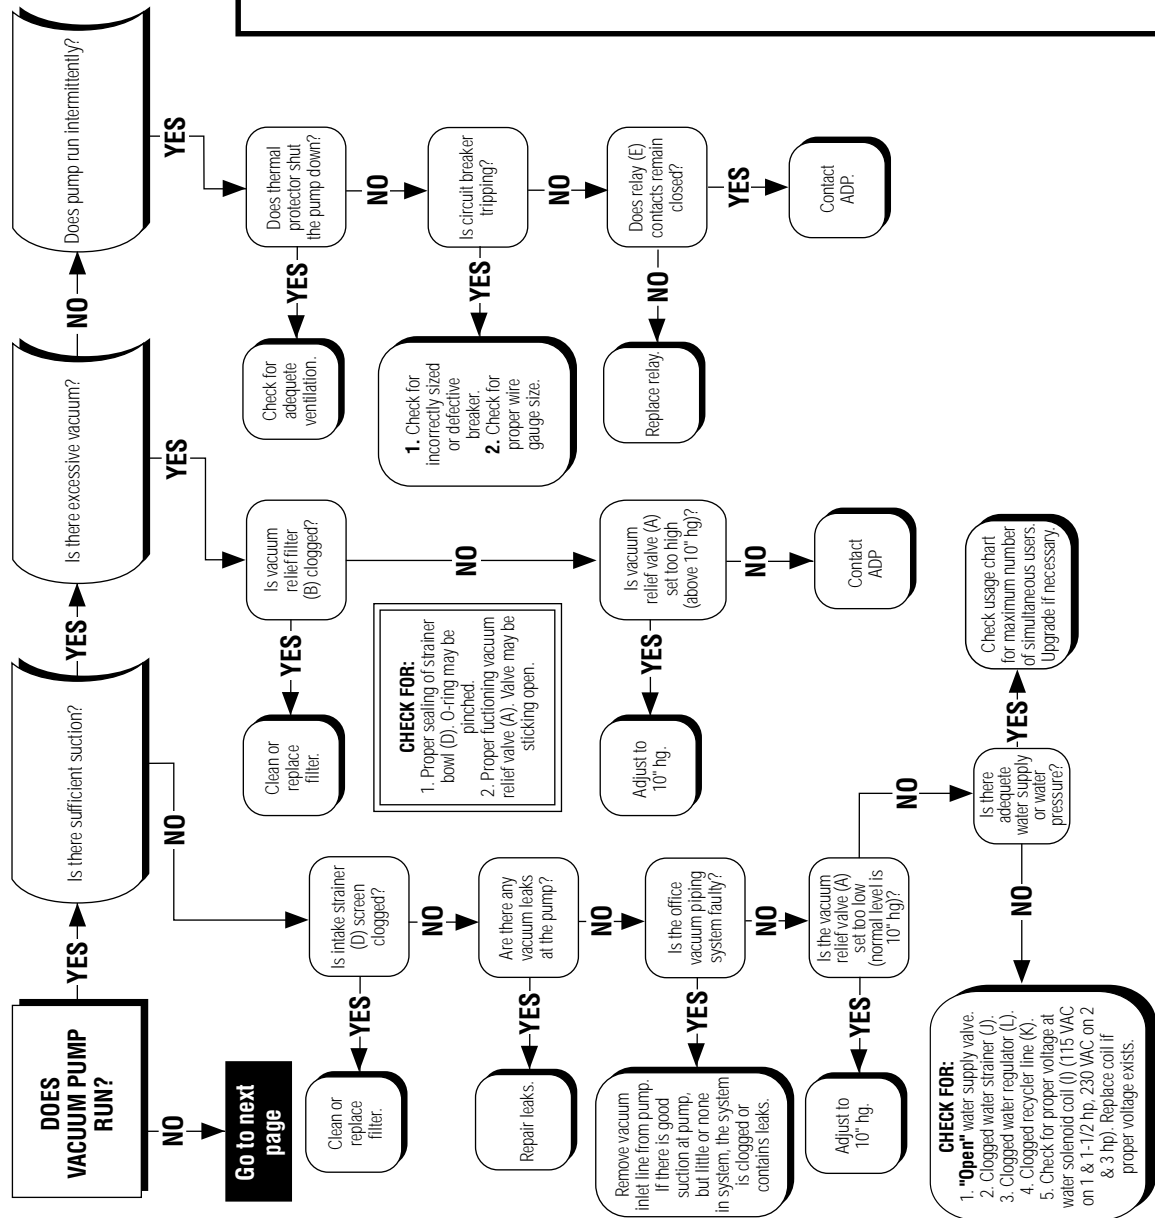 DOES
VACUUM PUMP
RUN?
YES
NO
Go to next
page
Is there sufficient suction?
YES
NO
Is there excessive vacuum?
NO
YES
Does pump run intermittently?
YES
Is intake strainer
(D) screen
clogged?
YES
Clean or
replace
filter.
NO
Are there any
vacuum leaks
at the pump?
YES
Repair leaks.
NO
Is the office
vacuum piping
system faulty?
YES
Remove vacuum
inlet line from pump.
If there is good
suction at pump,
but little or none
in system, the system
is clogged or
contains leaks.
NO
Is the vacuum
relief valve (A)
set too low
(normal level is
10" hg)?
YES
Adjust to
10" hg.
NO
Is there
adequate
water supply
or water
pressure?
YES
Check usage chart
for maximum number
of simultaneous users.
Upgrade if necessary.
NO
CHECK FOR:
1. "Open" water supply valve.
2. Clogged water strainer (J).
3. Clogged water regulator (L).
4. Clogged recycler line (K).
5. Check for proper voltage at
water solenoid coil (I) (115 VAC
on 1 & 1-1/2 hp, 230 VAC on 2
& 3 hp). Replace coil if
proper voltage exists.
Is vacuum
relief filter
(B) clogged?
YES
Clean or
replace
filter.
NO
CHECK FOR:
1. Proper sealing of strainer
bowl (D). O-ring may be
pinched.
2. Proper fuctioning vacuum
relief valve (A). Valve may be
sticking open.
Is vacuum
relief valve (A)
set too high
(above 10" hg)?
YES
Adjust to
10" hg.
NO
Contact
ADP
Does thermal
protector shut
the pump down?
YES
Check for
adequete
ventilation.
NO
Is circuit breaker
tripping?
YES
1. Check for
incorrectly sized
or defective
breaker.
2. Check for
proper wire
gauge size.
NO
Does relay (E)
contacts remain
closed?
NO
Replace relay.
YES
Contact
ADP.